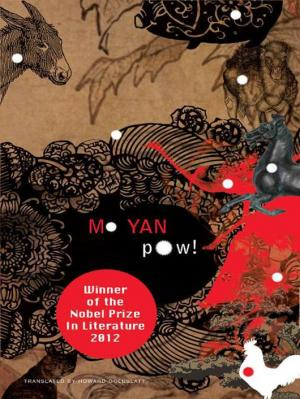 Mo YAN
pow!
Winner
of the
Nobel Prize
In Literature
2012
TRANSLATED BY HOWARD GOLDBLATT